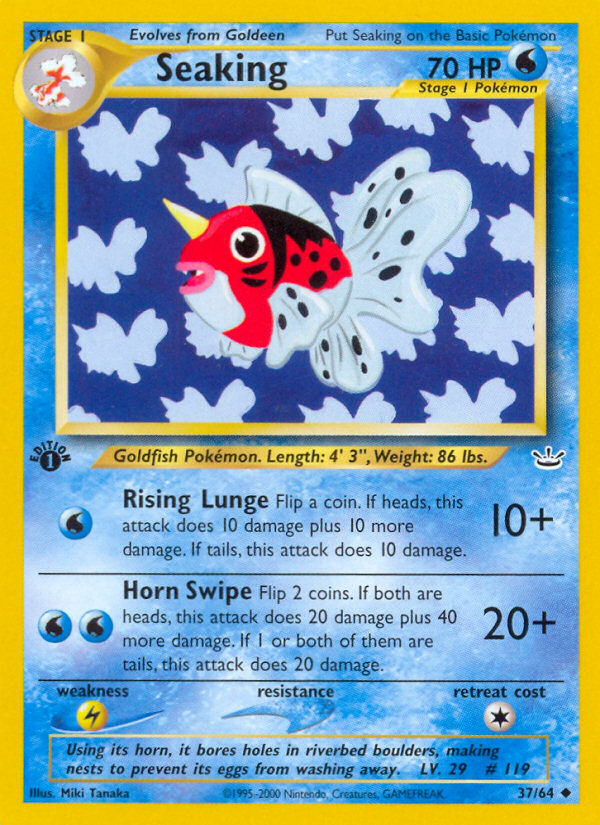 STAGE 1 Evolves from Goldeen Put Seaking on the Basic Pokémon
Seaking 70 HP
Stage 1 Pokémon
EDITION
1
Goldfish Pokémon. Length: 4' 3", Weight: 86 lbs.
Rising Lunge Flip a coin. If heads, this
attack does 10 damage plus 10 more
damage. If tails, this attack does 10 damage.
10+
Horn Swipe Flip 2 coins. If both are
heads, this attack does 20 damage plus 40
more damage. If 1 or both of them are
tails, this attack does 20 damage.
20+
weakness resistance retreat cost
Using its horn, it bores holes in riverbed boulders, making
nests to prevent its eggs from washing away. LV. 29 # 119
Illus. Miki Tanaka ©1995-2000 Nintendo, Creatures, GAMEFREAK. 37/64